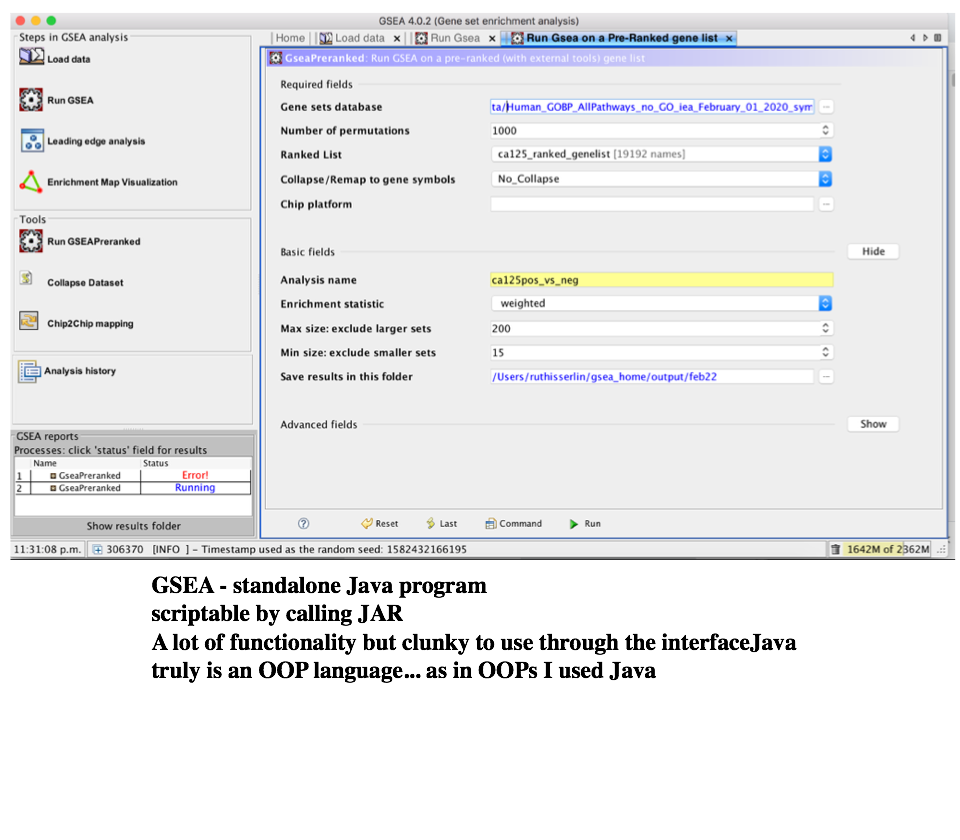 GSEA 4.0.2 (Gene set enrichment analysis)
Steps in GSEA analysis
Load data
Run GSEA
Leading edge analysis
Enrichment Map Visualization
Tools
Run GSEAPreranked
Collapse Dataset
Chip2Chip mapping
Analysis history
GSEA reports
Processes: click 'status' field for results
Name Status
1 GseaPreranked Error!
2 GseaPreranked Running
Show results folder
Home Load data x Run Gsea x Run Gsea on a Pre-Ranked gene list x
GseaPreranked: Run GSEA on a pre-ranked (with external tools) gene list
Required fields
Gene sets database ta/Human_GOBP_AllPathways_no_GO_iea_February_01_2020_sym ...
Number of permutations 1000
Ranked List ca125_ranked_genelist [19192 names]
Collapse/Remap to gene symbols No_Collapse
Chip platform ...
Basic fields Hide
Analysis name ca125pos_vs_neg
Enrichment statistic weighted
Max size: exclude larger sets 200
Min size: exclude smaller sets 15
Save results in this folder /Users/ruthisserlin/gsea_home/output/feb22 ...
Advanced fields Show
? Reset Last Command Run
11:31:08 p.m. 306370 [INFO ] - Timestamp used as the random seed: 1582432166195 1642M of 2362M
GSEA - standalone Java program
scriptable by calling JAR
A lot of functionality but clunky to use through the interfaceJava
truly is an OOP language... as in OOPs I used Java